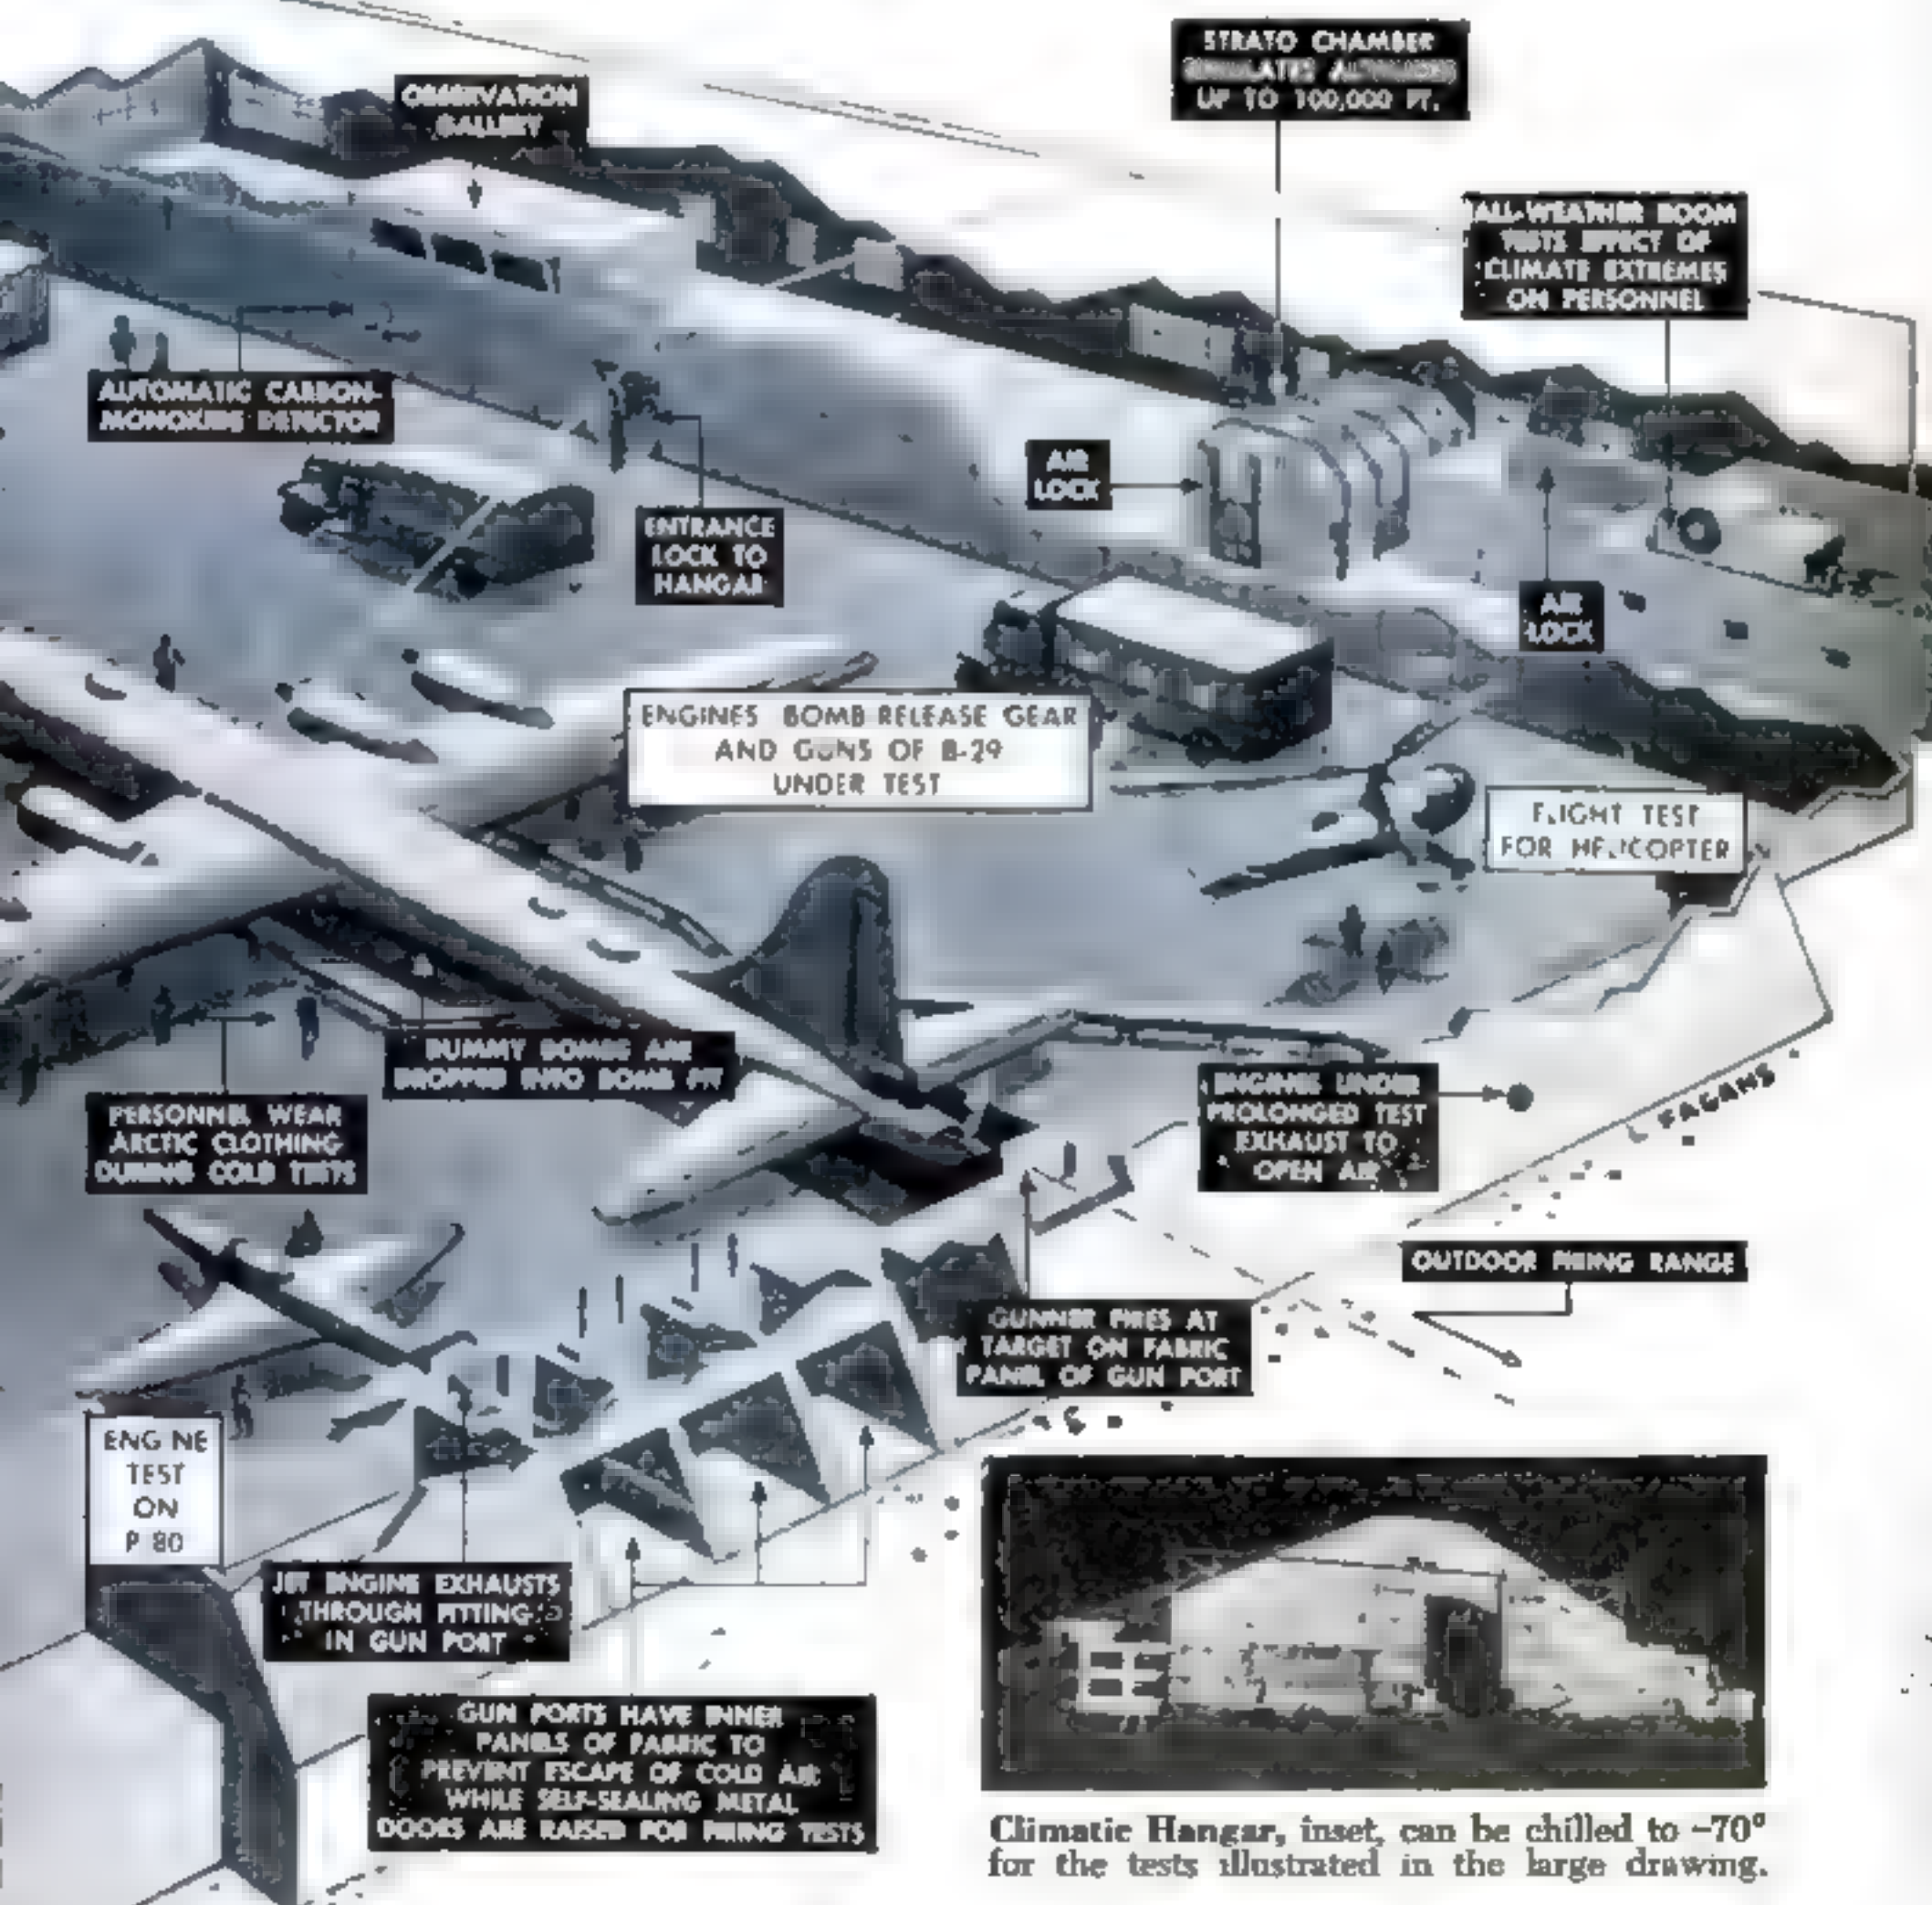 STRATO CHAMBER
SIMULATES ALTITUDES
UP TO 100,000 FT.
OBSERVATION
GALLERY
ALL-WEATHER ROOM
TESTS EFFECT OF
CLIMATE EXTREMES
ON PERSONNEL
AUTOMATIC CARBON-
MONOXIDE DETECTOR
AIR
LOCK
ENTRANCE
LOCK TO
HANGAR
AIR
LOCK
ENGINES BOMB RELEASE GEAR
AND GUNS OF B-29
UNDER TEST
FLIGHT TEST
FOR HELICOPTER
DUMMY BOMBS ARE
DROPPED INTO BOMB PIT
PERSONNEL WEAR
ARCTIC CLOTHING
DURING COLD TESTS
ENGINES UNDER
PROLONGED TEST
EXHAUST TO
OPEN AIR
FAGANS
OUTDOOR FIRING RANGE
GUNNER FIRES AT
TARGET ON FABRIC
PANEL OF GUN PORT
ENGINE
TEST
ON
P 80
JET ENGINE EXHAUSTS
THROUGH FITTING
IN GUN PORT
GUN PORTS HAVE INNER
PANELS OF FABRIC TO
PREVENT ESCAPE OF COLD AIR
WHILE SELF-SEALING METAL
DOORS ARE RAISED FOR FIRING TESTS
Climatic Hangar, inset, can be chilled to -70°
for the tests illustrated in the large drawing.